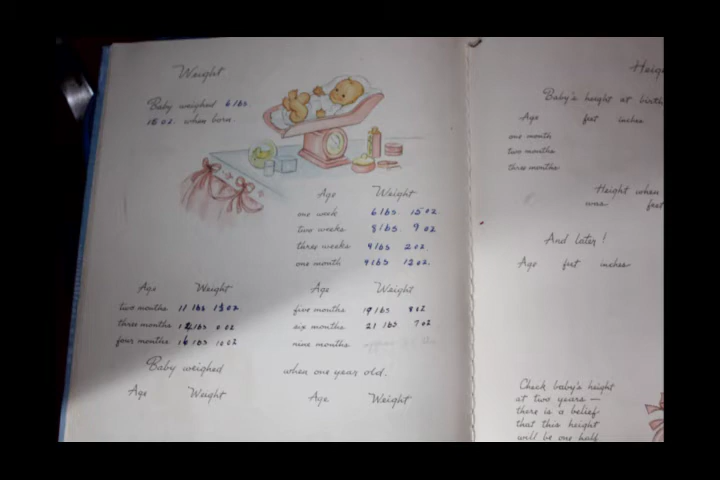 Weight
Baby weighed 6 lbs
15 oz. when born.
Age Weight
one week 6 lbs. 15 oz.
two weeks 8 lbs. 9 oz.
three weeks 9 lbs 2 oz.
one month 9 lbs 12 oz.
Age Weight
two months 11 lbs oz.
three months lbs 0 oz
four months 16 lbs 10 oz
Age Weight
five months 19 lbs 8 oz
six months 21 lbs 7 oz
nine months
Baby weighed when one year old.
Age Weight Age Weight
Heig
Baby's height at birth
Age feet inches
one month
two months
three months
Height when
was feet
And later!
Age feet inches
Check baby's height
at two years —
there is a belief
that this height
will be one half